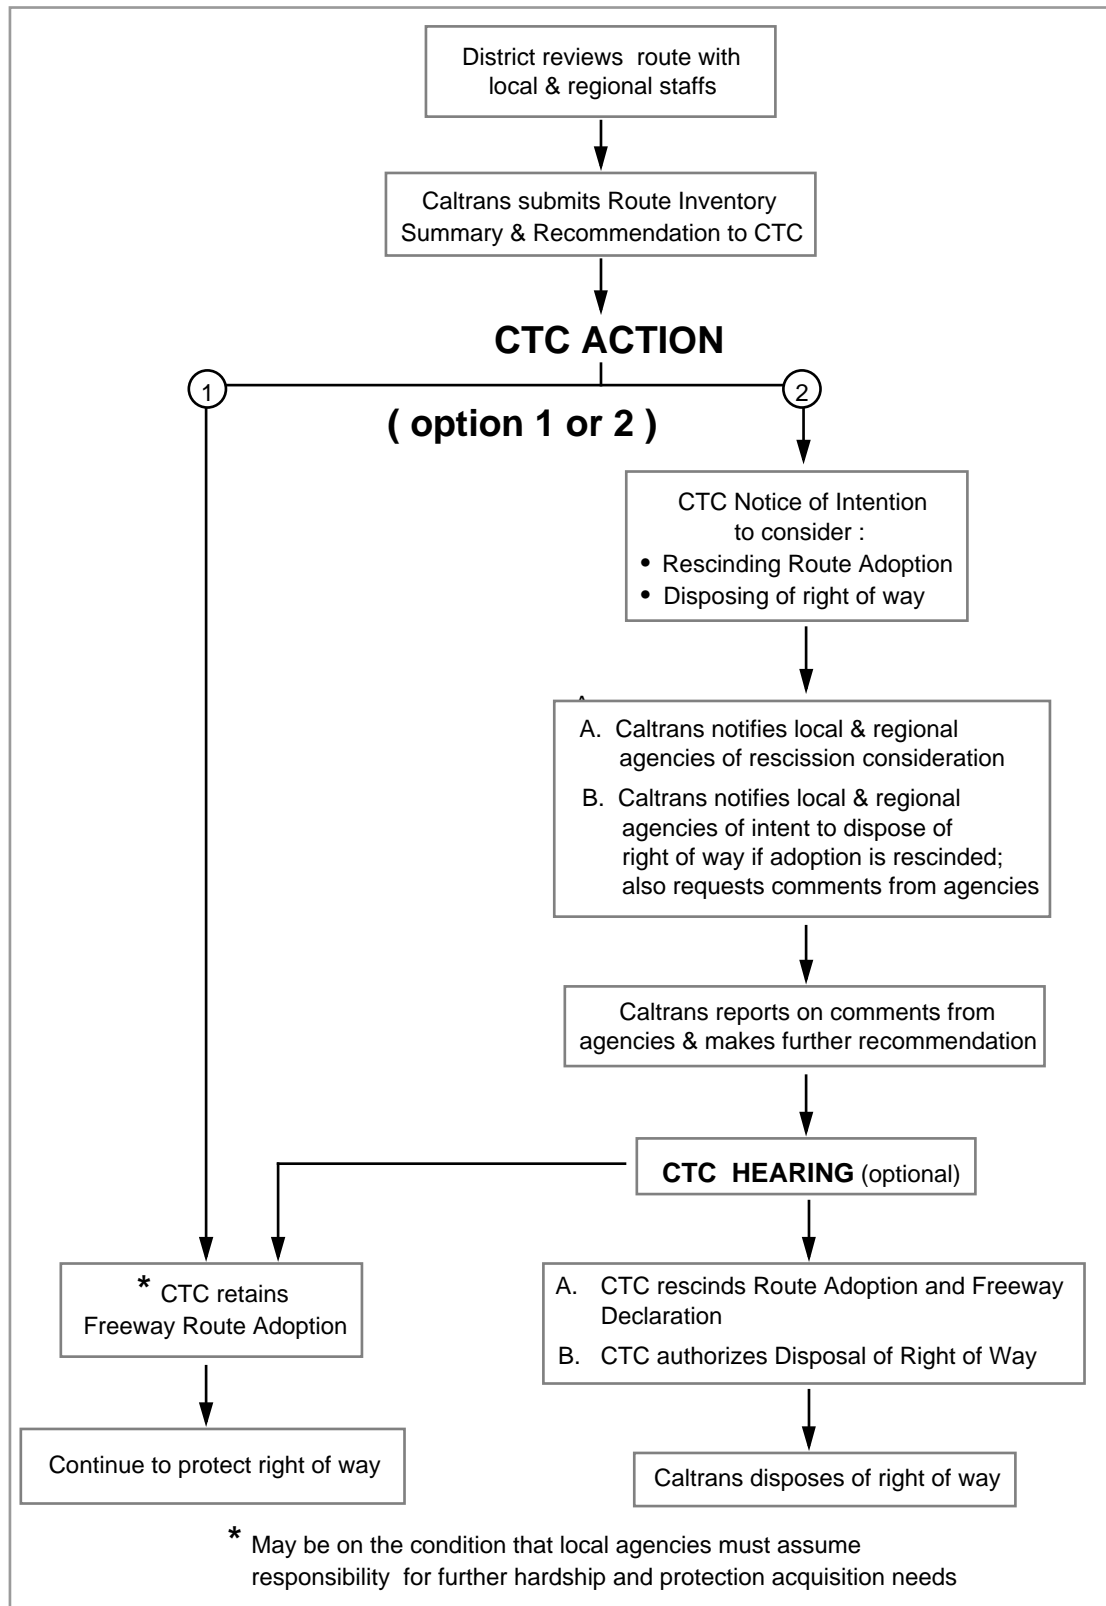 District reviews route with
local & regional staffs
Caltrans submits Route Inventory
Summary & Recommendation to CTC
CTC ACTION
1
2
( option 1 or 2 )
CTC Notice of Intention
to consider :
• Rescinding Route Adoption
• Disposing of right of way
A. Caltrans notifies local & regional
agencies of rescission consideration
B. Caltrans notifies local & regional
agencies of intent to dispose of
right of way if adoption is rescinded;
also requests comments from agencies
Caltrans reports on comments from
agencies & makes further recommendation
CTC HEARING (optional)
* CTC retains
Freeway Route Adoption
A. CTC rescinds Route Adoption and Freeway
Declaration
B. CTC authorizes Disposal of Right of Way
Continue to protect right of way
Caltrans disposes of right of way
* May be on the condition that local agencies must assume
responsibility for further hardship and protection acquisition needs